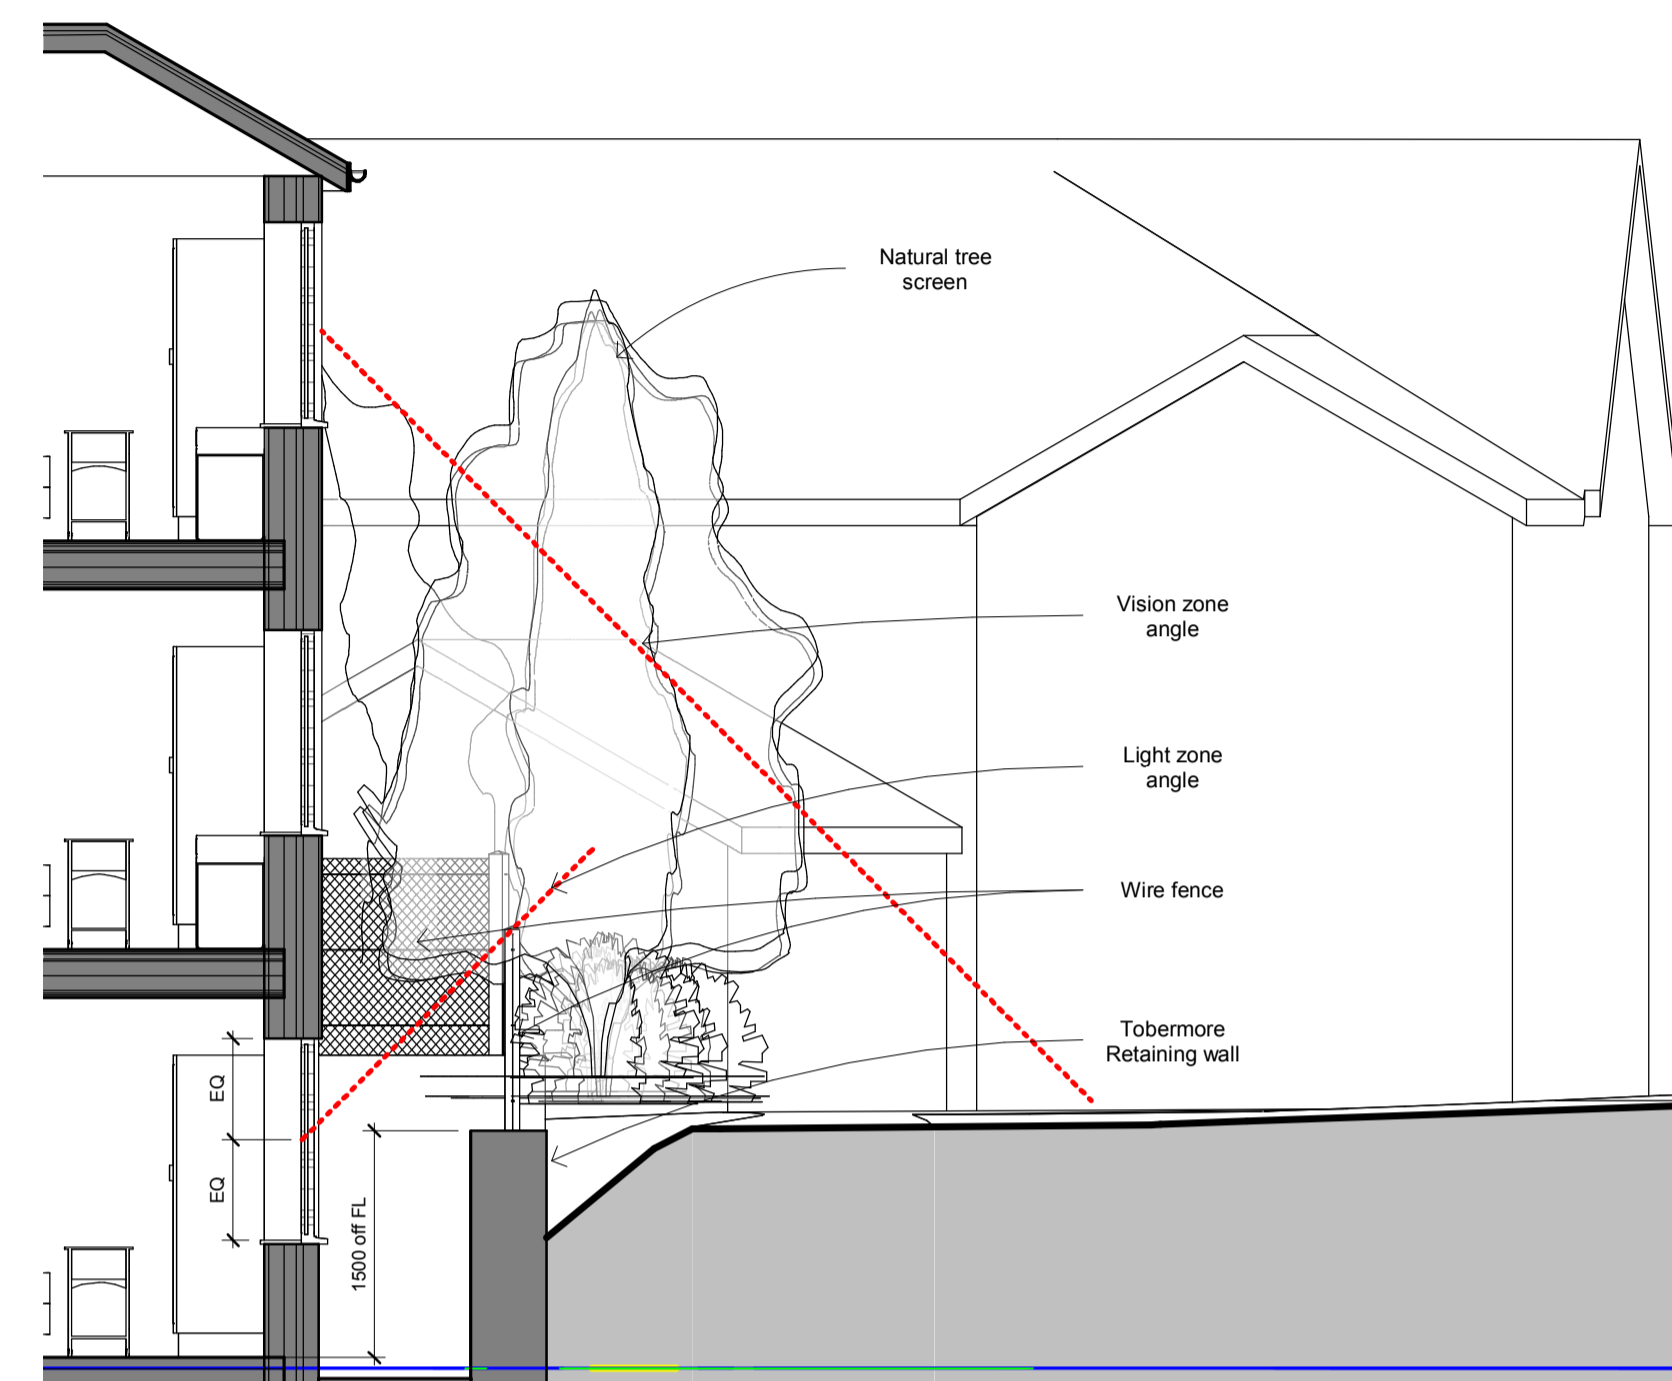 Natural tree
screen
Vision zone
angle
Light zone
angle
Wire fence
Tobermore
Retaining wall
EQ
EQ
1500 off FL